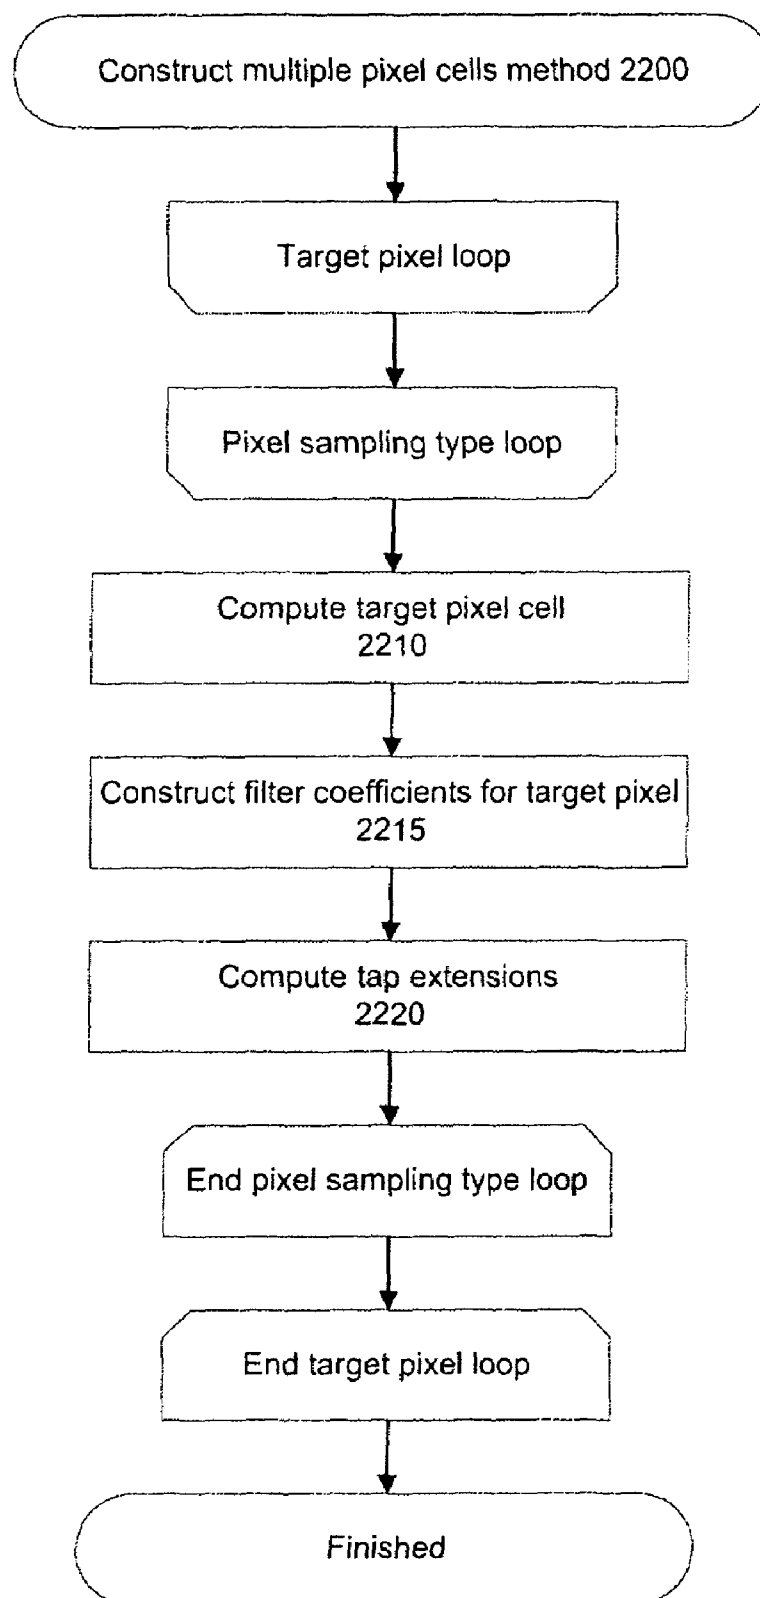 Construct multiple pixel cells method 2200
Target pixel loop
Pixel sampling type loop
Compute target pixel cell
2210
Construct filter coefficients for target pixel
2215
Compute tap extensions
2220
End pixel sampling type loop
End target pixel loop
Finished